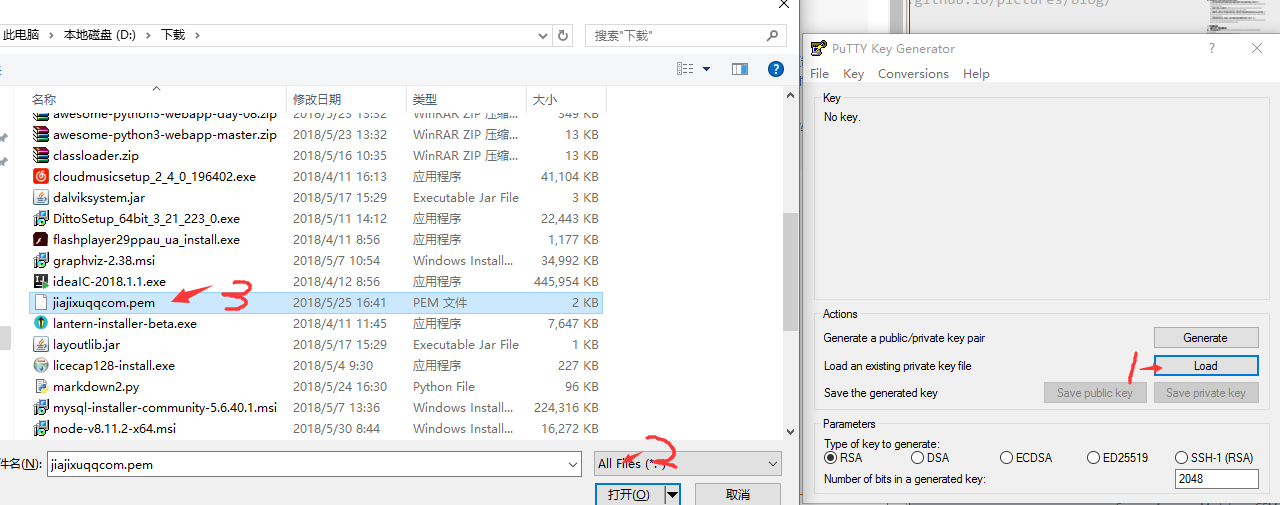 .github.io/pictures/blog/
此电脑 > 本地磁盘 (D:) > 下载 >
搜索"下载"
PuTTY Key Generator
File Key Conversions Help
名称 修改日期 类型 大小
awesome-python3-webapp-day-08.zip 2018/5/23 13:32 WinRAR ZIP 压缩... 349 KB
awesome-python3-webapp-master.zip 2018/5/23 13:32 WinRAR ZIP 压缩... 13 KB
classloader.zip 2018/5/16 10:35 WinRAR ZIP 压缩... 13 KB
cloudmusicsetup_2_4_0_196402.exe 2018/4/11 16:13 应用程序 41,104 KB
dalviksystem.jar 2018/5/17 15:29 Executable Jar File 3 KB
DittoSetup_64bit_3_21_223_0.exe 2018/5/11 14:12 应用程序 22,443 KB
flashplayer29ppau_ua_install.exe 2018/4/11 8:56 应用程序 1,177 KB
graphviz-2.38.msi 2018/5/7 10:54 Windows Install... 34,992 KB
ideaIC-2018.1.1.exe 2018/4/12 8:56 应用程序 445,954 KB
jiajixuqqcom.pem 2018/5/25 16:41 PEM 文件 2 KB
3
lantern-installer-beta.exe 2018/4/11 11:45 应用程序 7,647 KB
layoutlib.jar 2018/5/17 15:29 Executable Jar File 1 KB
licecap128-install.exe 2018/5/4 9:30 应用程序 227 KB
markdown2.py 2018/5/24 16:30 Python File 96 KB
mysql-installer-community-5.6.40.1.msi 2018/5/7 13:36 Windows Install... 224,316 KB
node-v8.11.2-x64.msi 2018/5/30 8:44 Windows Install... 16,272 KB
件名(N): jiajixuqqcom.pem
All Files (*.*)
2
打开(O) 取消
Key
No key.
Actions
Generate a public/private key pair Generate
Load an existing private key file 1 Load
Save the generated key Save public key Save private key
Parameters
Type of key to generate:
RSA DSA ECDSA ED25519 SSH-1 (RSA)
Number of bits in a generated key: 2048